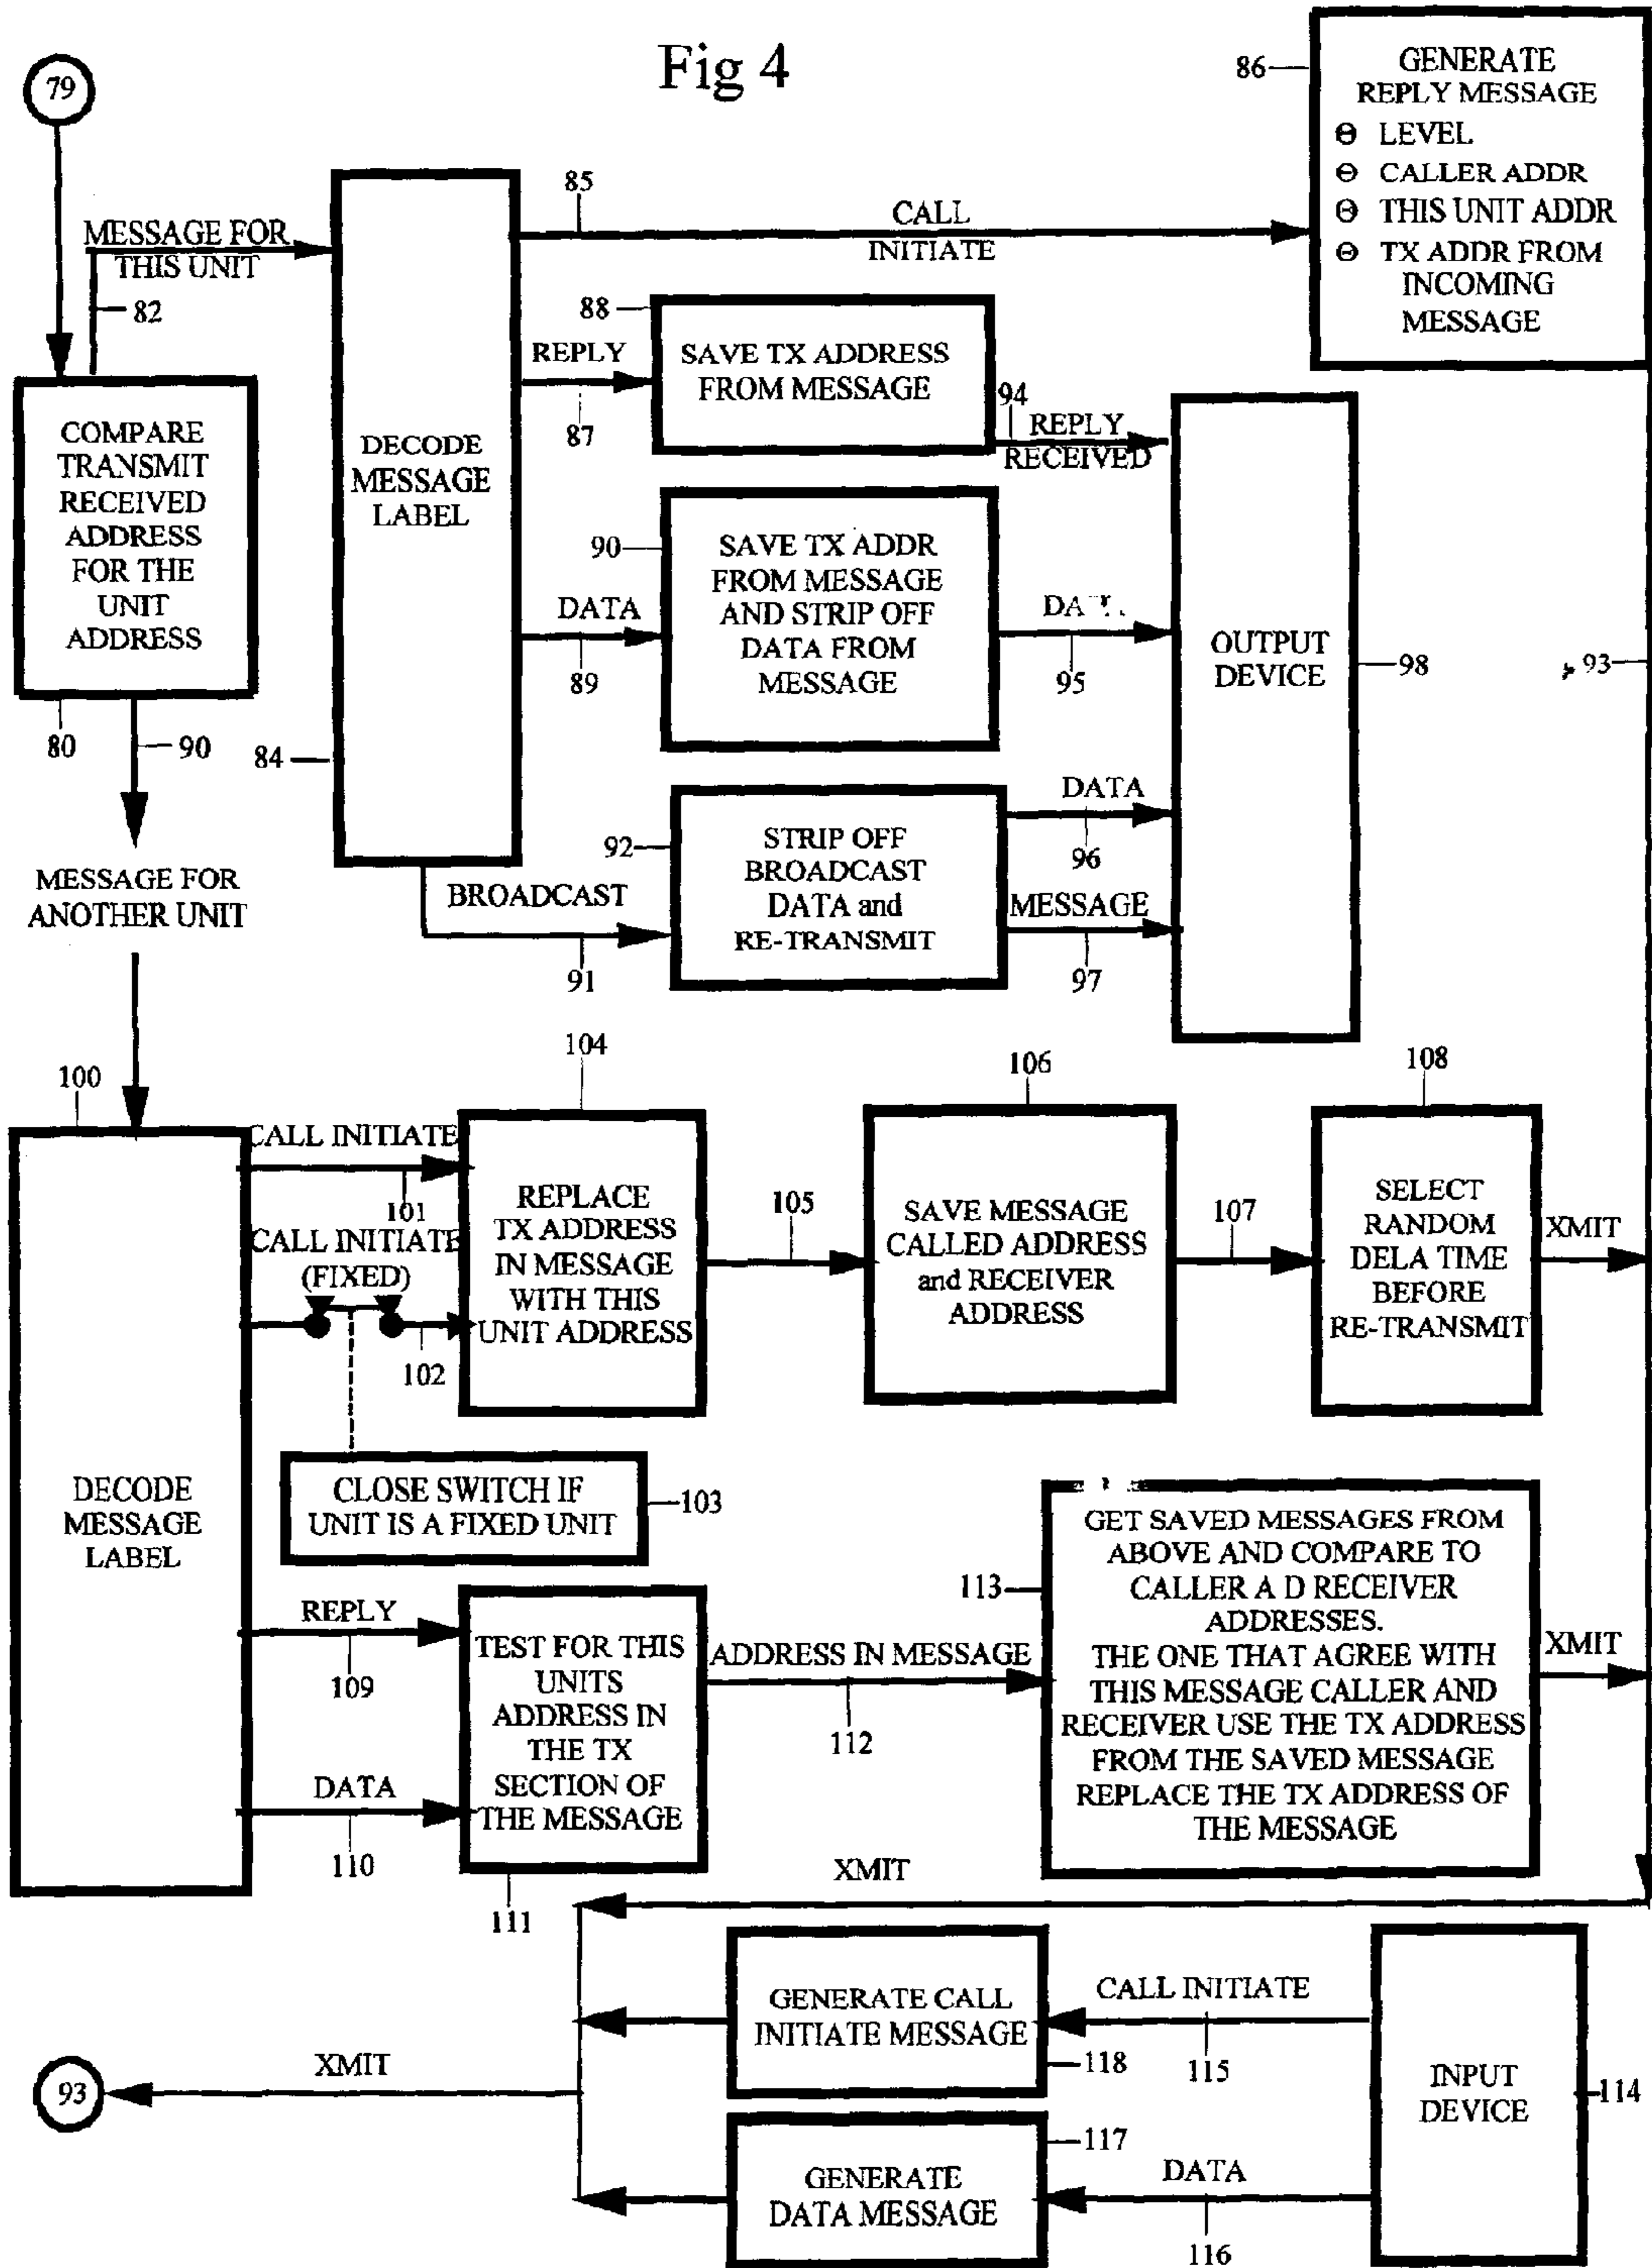 Fig 4
79
86
GENERATE
REPLY MESSAGE
Θ LEVEL
Θ CALLER ADDR
Θ THIS UNIT ADDR
Θ TX ADDR FROM
INCOMING
MESSAGE
MESSAGE FOR
THIS UNIT
82
85
CALL
INITIATE
88
SAVE TX ADDRESS
FROM MESSAGE
REPLY
87
94
REPLY
RECEIVED
COMPARE
TRANSMIT
RECEIVED
ADDRESS
FOR THE
UNIT
ADDRESS
80
90
DECODE
MESSAGE
LABEL
84
90
SAVE TX ADDR
FROM MESSAGE
AND STRIP OFF
DATA FROM
MESSAGE
DATA
89
95
OUTPUT
DEVICE
98
93
MESSAGE FOR
ANOTHER UNIT
BROADCAST
91
92
STRIP OFF
BROADCAST
DATA and
RE-TRANSMIT
DATA
96
MESSAGE
97
100
DECODE
MESSAGE
LABEL
CALL INITIATE
101
CALL INITIATE
(FIXED)
102
104
REPLACE
TX ADDRESS
IN MESSAGE
WITH THIS
UNIT ADDRESS
105
106
SAVE MESSAGE
CALLED ADDRESS
and RECEIVER
ADDRESS
107
108
SELECT
RANDOM
DELA TIME
BEFORE
RE-TRANSMIT
XMIT
CLOSE SWITCH IF
UNIT IS A FIXED UNIT
103
REPLY
109
DATA
110
TEST FOR THIS
UNITS
ADDRESS IN
THE TX
SECTION OF
THE MESSAGE
111
ADDRESS IN MESSAGE
112
113
GET SAVED MESSAGES FROM
ABOVE AND COMPARE TO
CALLER A D RECEIVER
ADDRESSES.
THE ONE THAT AGREE WITH
THIS MESSAGE CALLER AND
RECEIVER USE THE TX ADDRESS
FROM THE SAVED MESSAGE
REPLACE THE TX ADDRESS OF
THE MESSAGE
XMIT
XMIT
GENERATE CALL
INITIATE MESSAGE
118
CALL INITIATE
115
INPUT
DEVICE
114
XMIT
93
GENERATE
DATA MESSAGE
117
DATA
116